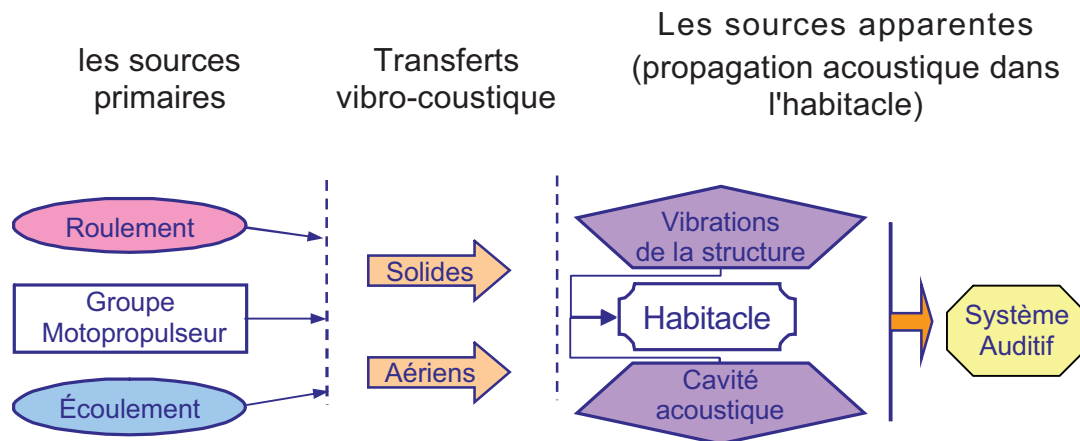 les sources
primaires
Transferts
vibro-coustique
Les sources apparentes
(propagation acoustique dans
l'habitacle)
Roulement
Groupe
Motopropulseur
Écoulement
Solides
Aériens
Vibrations
de la structure
Habitacle
Cavité
acoustique
Système
Auditif